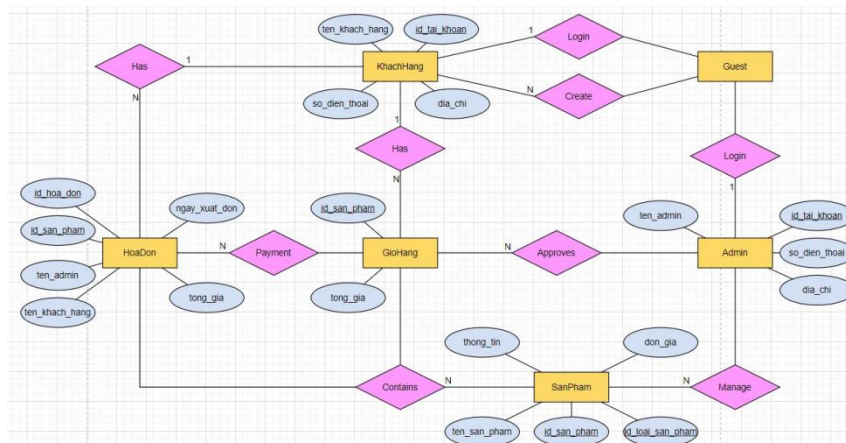 ten_khach_hang
id_tai_khoan
1
Login
Has
1
KhachHang
Guest
N
Create
N
so_dien_thoai
dia_chi
1
Has
Login
N
1
id_hoa_don
ngay_xuat_don
id_san_pham
ten_admin
id_tai_khoan
id_san_pham
HoaDon
N
Payment
GioHang
N
Approves
Admin
so_dien_thoai
ten_admin
tong_gia
tong_gia
dia_chi
ten_khach_hang
thong_tin
don_gia
Contains
N
SanPham
N
Manage
ten_san_pham
id_san_pham
id_loai_san_pham